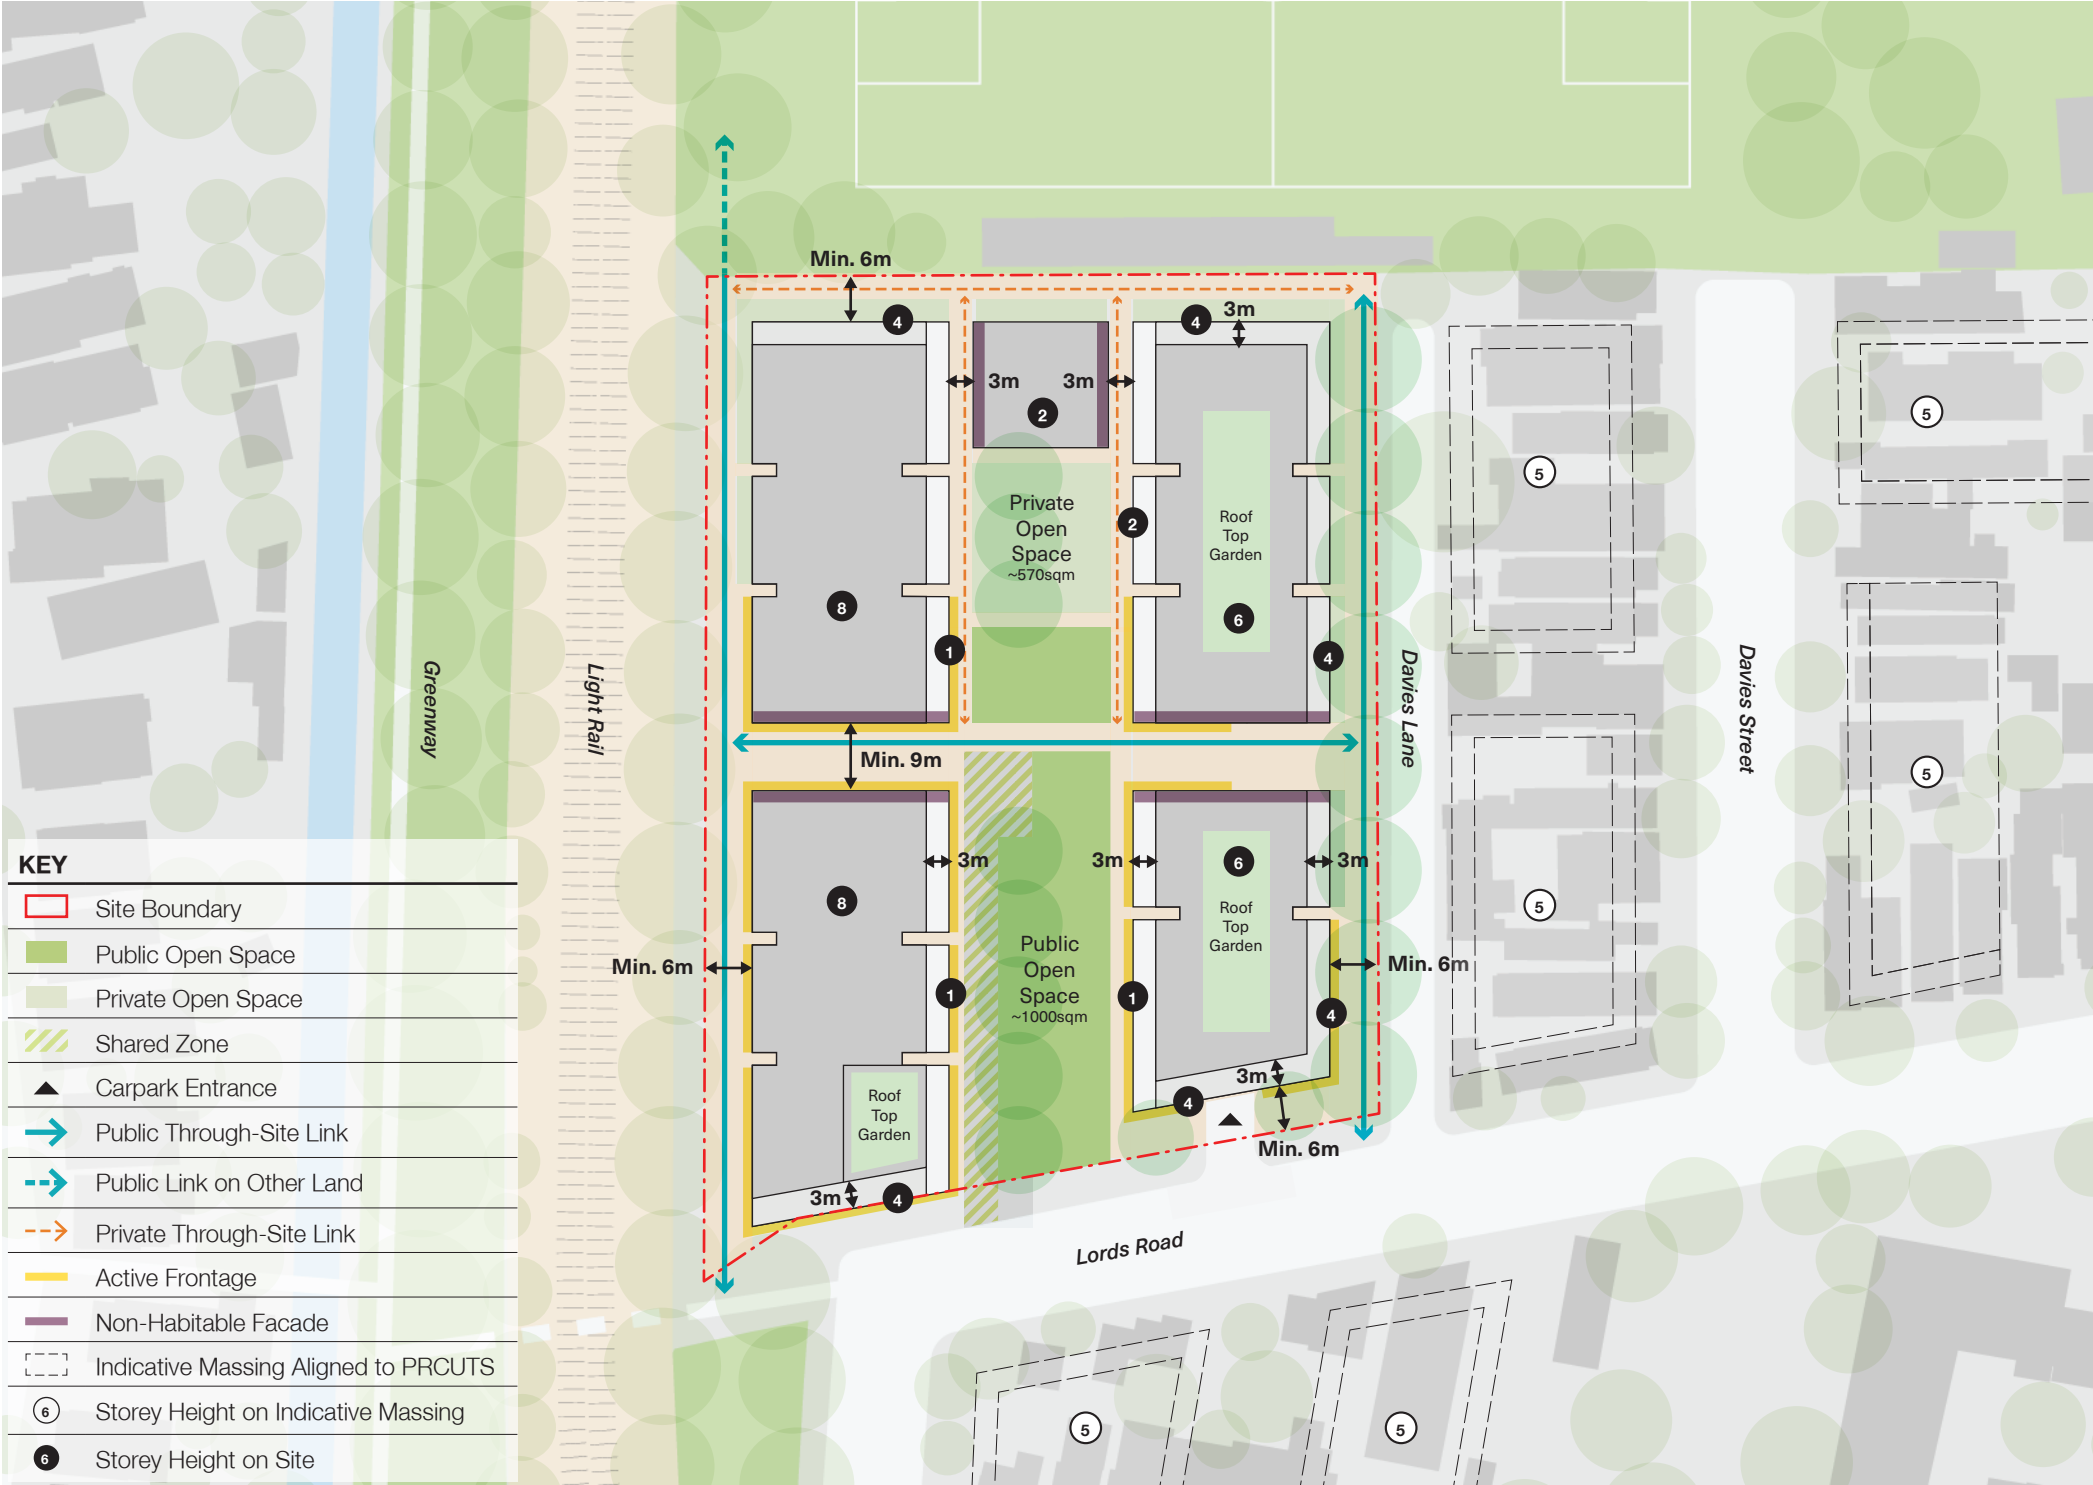 Min. 6m
4
4
3m
3m
3m
2
5
5
Private
Open
Space
~570sqm
2
Roof
Top
Garden
8
6
1
4
Greenway
Light Rail
Davies Lane
Davies Street
Min. 9m
5
3m
3m
6
3m
8
5
Roof
Top
Garden
Public
Open
Space
~1000sqm
Min. 6m
Min. 6m
1
1
4
3m
4
Roof
Top
Garden
Min. 6m
3m
4
Lords Road
5
5
KEY
Site Boundary
Public Open Space
Private Open Space
Shared Zone
Carpark Entrance
Public Through-Site Link
Public Link on Other Land
Private Through-Site Link
Active Frontage
Non-Habitable Facade
Indicative Massing Aligned to PRCUTS
6 Storey Height on Indicative Massing
6 Storey Height on Site